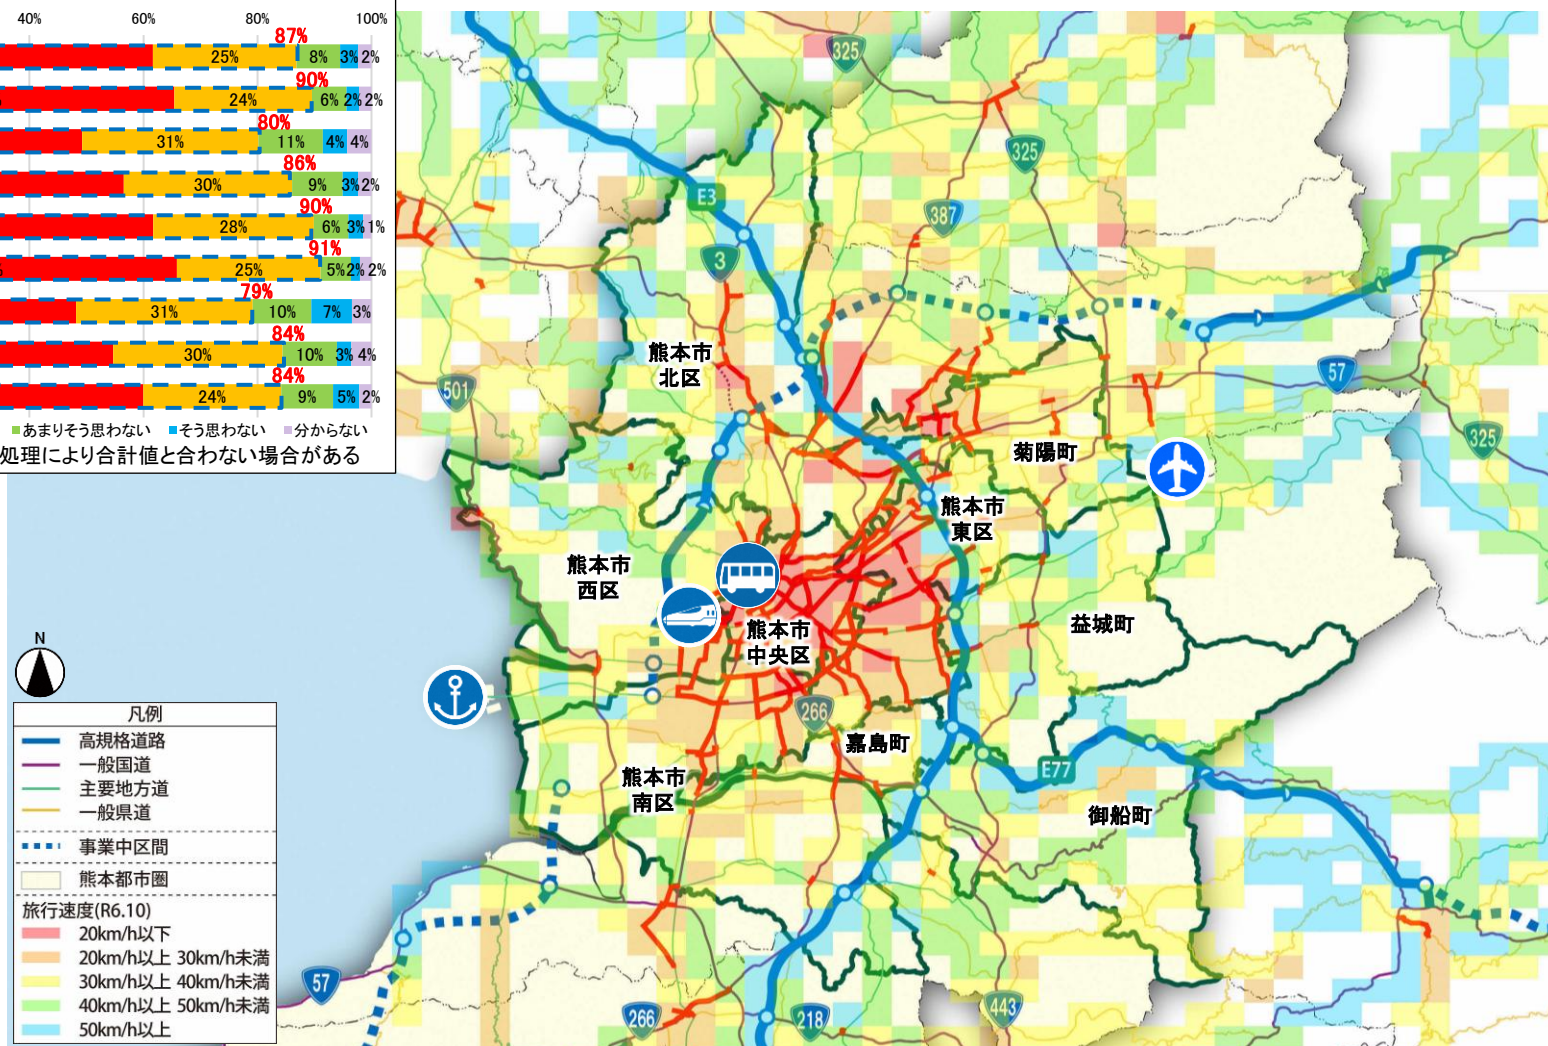 40% 60% 80% 100%
87%
25% 8% 3% 2%
90%
24% 6% 2% 2%
80%
31% 11% 4% 4%
86%
30% 9% 3% 2%
90%
28% 6% 3% 1%
91%
25% 5% 2% 2%
79%
31% 10% 7% 3%
84%
30% 10% 3% 4%
84%
24% 9% 5% 2%
あまりそう思わない そう思わない 分からない
処理により合計値と合わない場合がある
325
325
E3
387
3
熊本市
北区
501
57
325
菊陽町
熊本市
東区
熊本市
西区
熊本市
中央区
益城町
266
嘉島町
E77
熊本市
南区
御船町
57
266
218
443
N
凡例
高規格道路
一般国道
主要地方道
一般県道
事業中区間
熊本都市圏
旅行速度(R6.10)
20km/h以下
20km/h以上 30km/h未満
30km/h以上 40km/h未満
40km/h以上 50km/h未満
50km/h以上